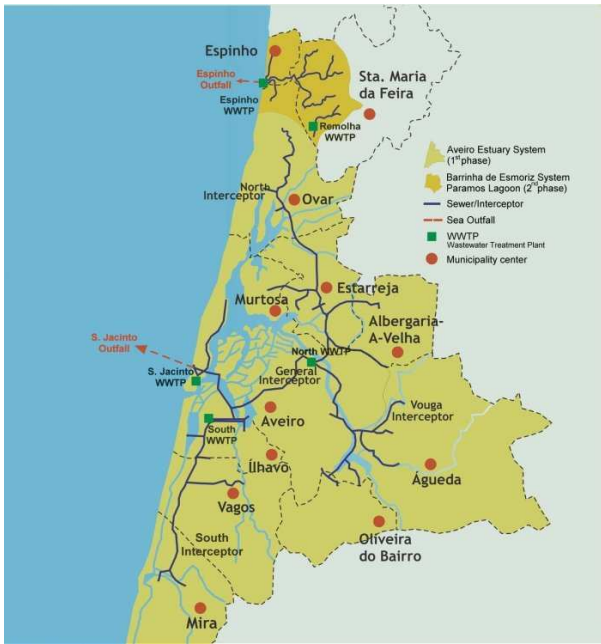 Espinho
Espinho
Outfall
Espinho
WWTP
Sta. Maria
da Feira
Remolha
WWTP
Aveiro Estuary System
(1st phase)
Barrinha de Esmoriz System
Paramos Lagoon (2nd phase)
Sewer/Interceptor
Sea Outfall
WWTP
Wastewater Treatment Plant
Municipality center
North
Interceptor
Ovar
Estarreja
Murtosa
Albergaria-
A-Velha
S. Jacinto
Outfall
North WWTP
General
Interceptor
S. Jacinto
WWTP
Vouga
Interceptor
Aveiro
South
WWTP
Ílhavo
Águeda
Vagos
Oliveira
do Bairro
South
Interceptor
Mira